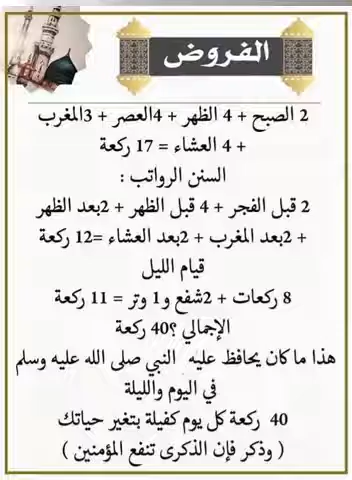 الفروض
2 الصبح + 4 الظهر + 4العصر + 3المغرب
+ 4 العشاء = 17 ركعة
السنن الرواتب :
2 قبل الفجر + 4 قبل الظهر + 2بعد الظهر
+ 2بعد المغرب + 2بعد العشاء =12 ركعة
قيام الليل
8 ركعات + 2شفع و1 وتر = 11 ركعة
الإجمالي ؟40 ركعة
هذا ما كان يحافظ عليه النبي صلى الله عليه وسلم
في اليوم والليلة
40 ركعة كل يوم كفيلة بتغير حياتك
( وذكر فإن الذكرى تنفع المؤمنين )